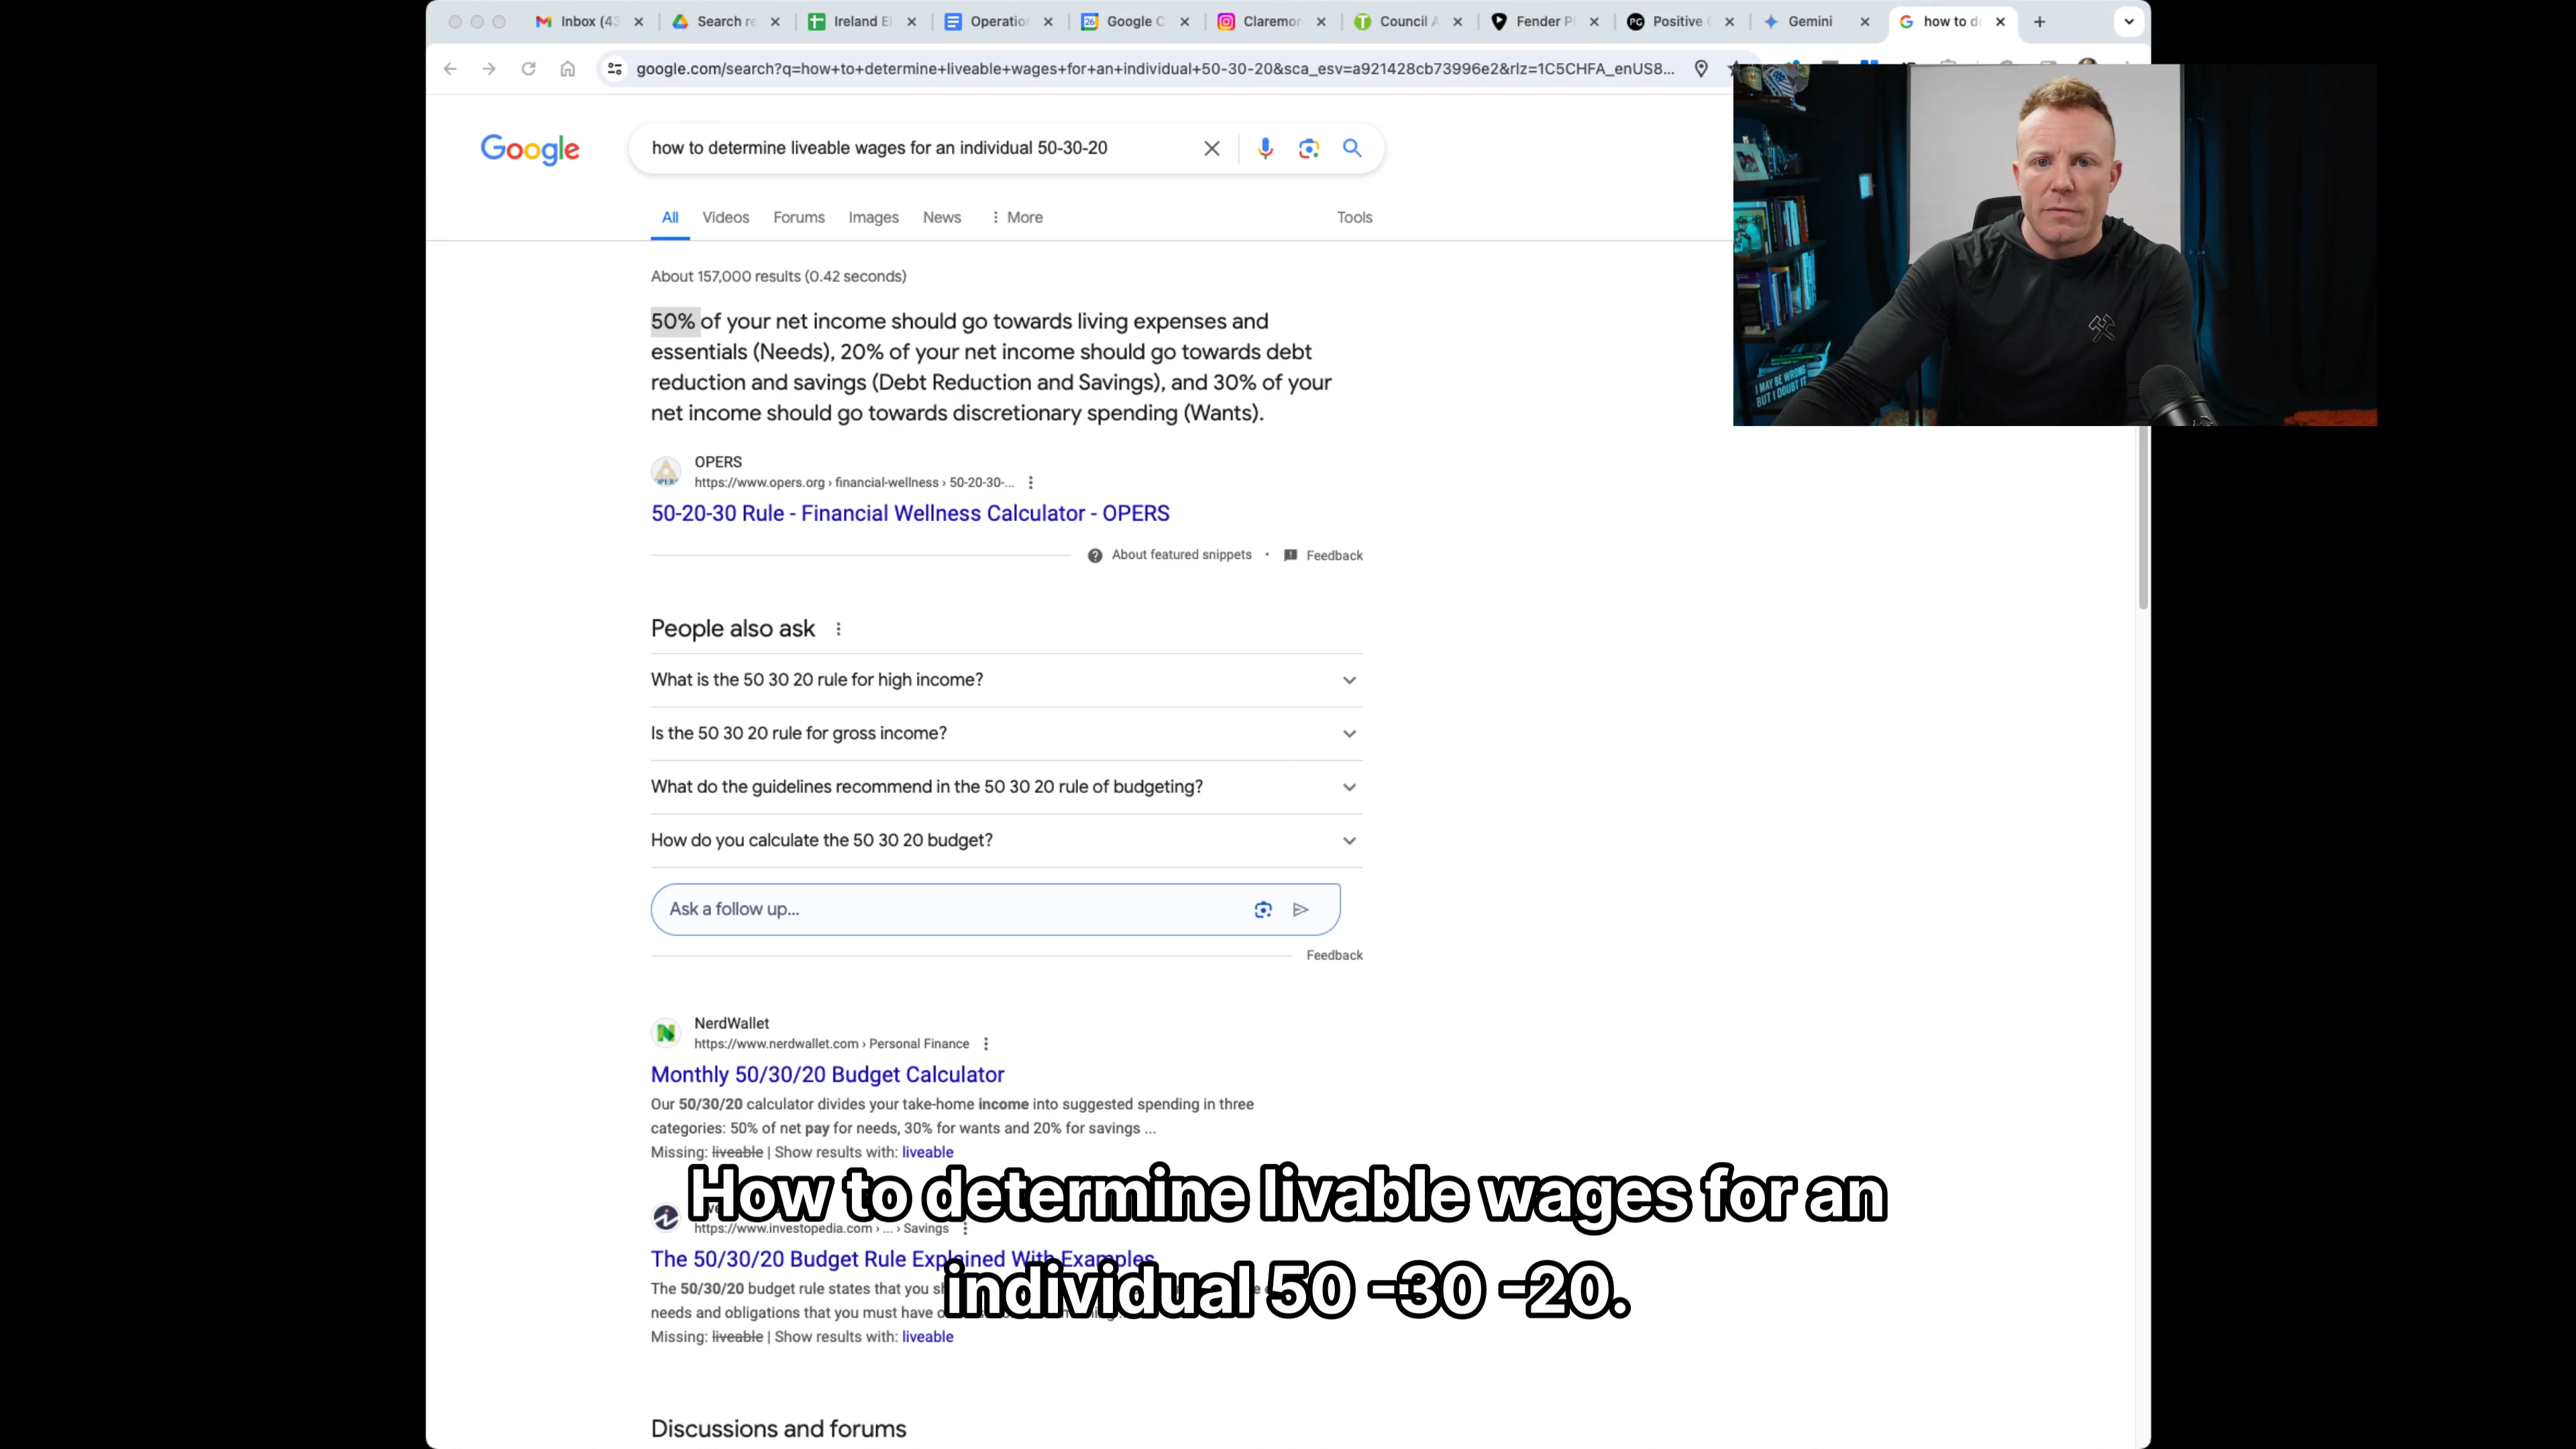 Inbox (43
Search re
Ireland El
Operation
Google C
Claremon
Council A
Fender Pl
Positive
Gemini
how to d
google.com/search?q=how+to+determine+liveable+wages+for+an+individual+50-30-20&sca_esv=a921428cb73996e2&rlz=1C5CHFA_enUS8...
Google
how to determine liveable wages for an individual 50-30-20
All Videos Forums Images News More Tools
About 157,000 results (0.42 seconds)
50% of your net income should go towards living expenses and
essentials (Needs), 20% of your net income should go towards debt
reduction and savings (Debt Reduction and Savings), and 30% of your
net income should go towards discretionary spending (Wants).
OPERS
https://www.opers.org › financial-wellness › 50-20-30-...
50-20-30 Rule - Financial Wellness Calculator - OPERS
About featured snippets • Feedback
People also ask
What is the 50 30 20 rule for high income?
Is the 50 30 20 rule for gross income?
What do the guidelines recommend in the 50 30 20 rule of budgeting?
How do you calculate the 50 30 20 budget?
Ask a follow up...
Feedback
NerdWallet
https://www.nerdwallet.com › Personal Finance
Monthly 50/30/20 Budget Calculator
Our 50/30/20 calculator divides your take-home income into suggested spending in three
categories: 50% of net pay for needs, 30% for wants and 20% for savings ...
Missing: liveable | Show results with: liveable
https://www.investopedia.com › ... › Savings
The 50/30/20 Budget Rule Explained With Examples
The 50/30/20 budget rule states that you
needs and obligations that you must have
Missing: liveable | Show results with: liveable
Discussions and forums
How to determine livable wages for an
individual 50 -30 -20.
I MAY BE WRONG
BUT I DOUBT IT